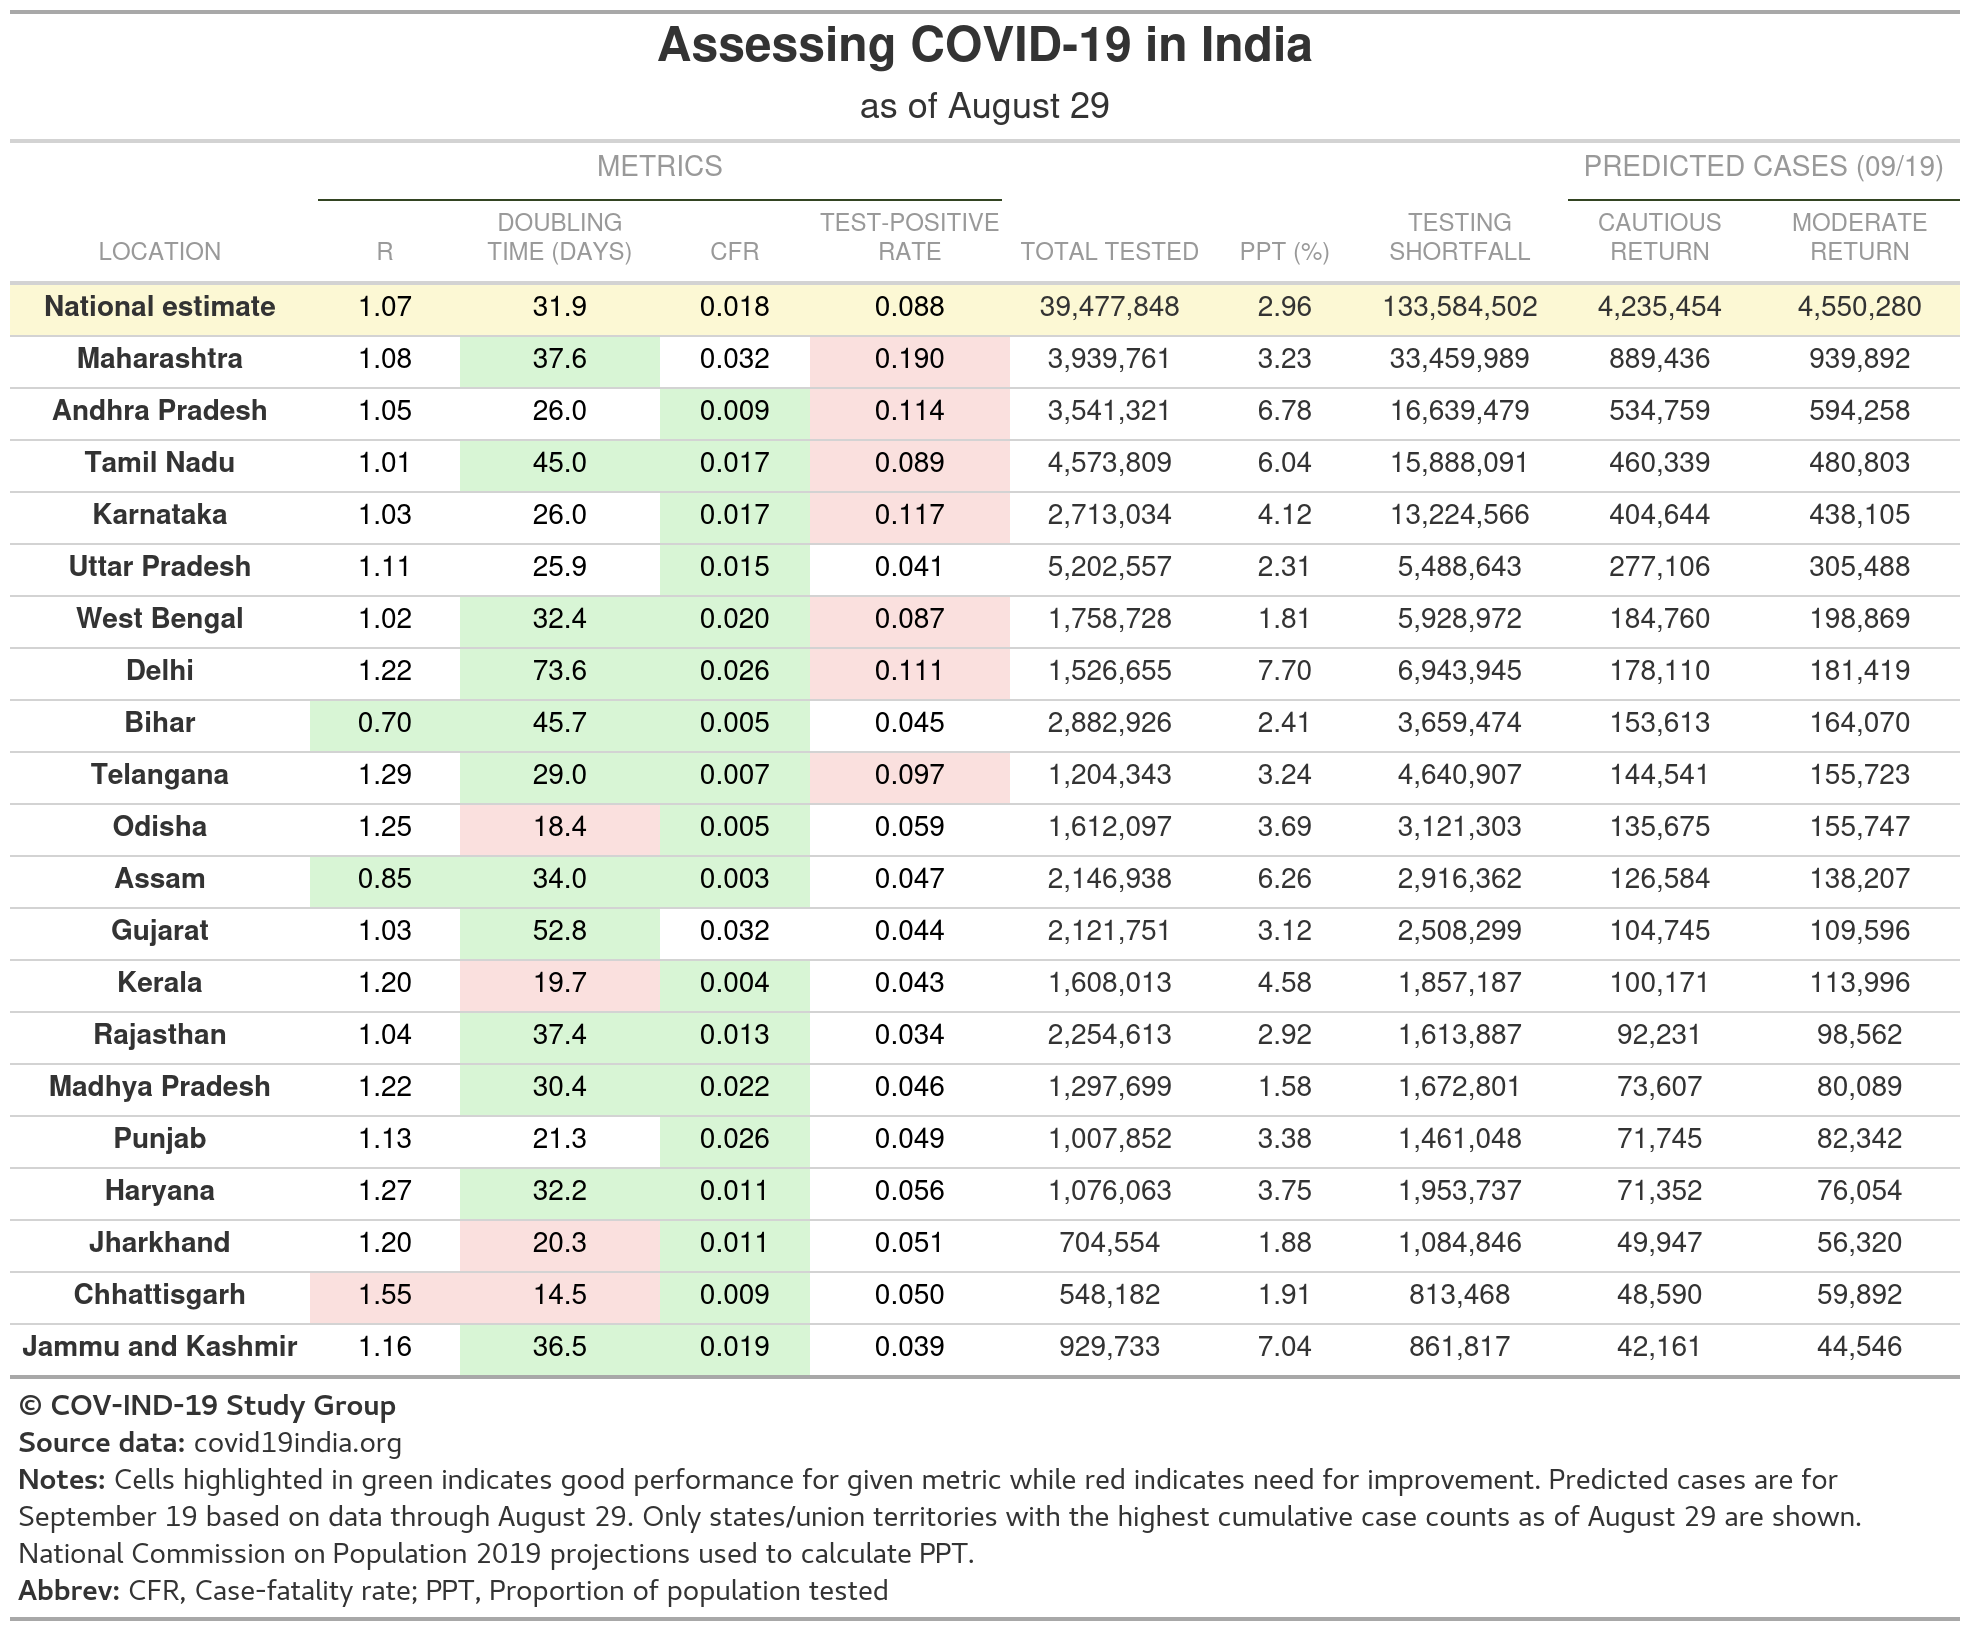 Assessing COVID-19 in India
as of August 29
METRICS PREDICTED CASES (09/19)
LOCATION R DOUBLING TIME (DAYS) CFR TEST-POSITIVE RATE TOTAL TESTED PPT (%) TESTING SHORTFALL CAUTIOUS RETURN MODERATE RETURN
National estimate 1.07 31.9 0.018 0.088 39,477,848 2.96 133,584,502 4,235,454 4,550,280
Maharashtra 1.08 37.6 0.032 0.190 3,939,761 3.23 33,459,989 889,436 939,892
Andhra Pradesh 1.05 26.0 0.009 0.114 3,541,321 6.78 16,639,479 534,759 594,258
Tamil Nadu 1.01 45.0 0.017 0.089 4,573,809 6.04 15,888,091 460,339 480,803
Karnataka 1.03 26.0 0.017 0.117 2,713,034 4.12 13,224,566 404,644 438,105
Uttar Pradesh 1.11 25.9 0.015 0.041 5,202,557 2.31 5,488,643 277,106 305,488
West Bengal 1.02 32.4 0.020 0.087 1,758,728 1.81 5,928,972 184,760 198,869
Delhi 1.22 73.6 0.026 0.111 1,526,655 7.70 6,943,945 178,110 181,419
Bihar 0.70 45.7 0.005 0.045 2,882,926 2.41 3,659,474 153,613 164,070
Telangana 1.29 29.0 0.007 0.097 1,204,343 3.24 4,640,907 144,541 155,723
Odisha 1.25 18.4 0.005 0.059 1,612,097 3.69 3,121,303 135,675 155,747
Assam 0.85 34.0 0.003 0.047 2,146,938 6.26 2,916,362 126,584 138,207
Gujarat 1.03 52.8 0.032 0.044 2,121,751 3.12 2,508,299 104,745 109,596
Kerala 1.20 19.7 0.004 0.043 1,608,013 4.58 1,857,187 100,171 113,996
Rajasthan 1.04 37.4 0.013 0.034 2,254,613 2.92 1,613,887 92,231 98,562
Madhya Pradesh 1.22 30.4 0.022 0.046 1,297,699 1.58 1,672,801 73,607 80,089
Punjab 1.13 21.3 0.026 0.049 1,007,852 3.38 1,461,048 71,745 82,342
Haryana 1.27 32.2 0.011 0.056 1,076,063 3.75 1,953,737 71,352 76,054
Jharkhand 1.20 20.3 0.011 0.051 704,554 1.88 1,084,846 49,947 56,320
Chhattisgarh 1.55 14.5 0.009 0.050 548,182 1.91 813,468 48,590 59,892
Jammu and Kashmir 1.16 36.5 0.019 0.039 929,733 7.04 861,817 42,161 44,546
© COV-IND-19 Study Group
Source data: covid19india.org
Notes: Cells highlighted in green indicates good performance for given metric while red indicates need for improvement. Predicted cases are for
September 19 based on data through August 29. Only states/union territories with the highest cumulative case counts as of August 29 are shown.
National Commission on Population 2019 projections used to calculate PPT.
Abbrev: CFR, Case-fatality rate; PPT, Proportion of population tested